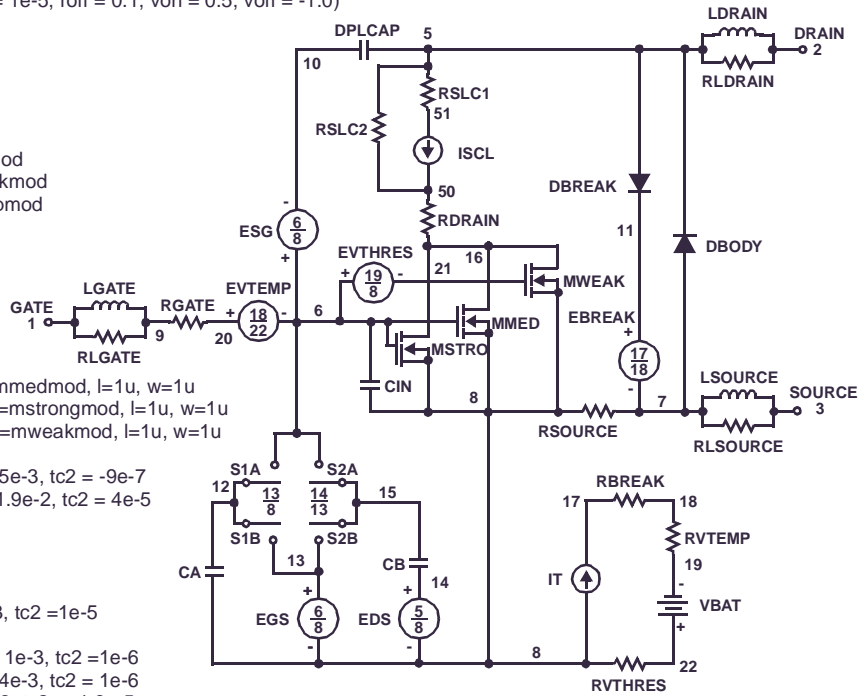 = 1e-5, roff = 0.1, von = 0.5, voff = -1.0)
LDRAIN
DPLCAP
5
DRAIN
2
10
RLDRAIN
RSLC1
51
RSLC2
ISCL
od
kmod
omod
50
DBREAK
RDRAIN
ESG
6
8
-
+
11
DBODY
EVTHRES
16
21
+ 19 -
8
MWEAK
LGATE
EVTEMP
GATE
1
RGATE
+ 18 -
22
6
MMED
EBREAK
+
9
20
MSTRO
17
18
-
RLGATE
LSOURCE
mmedmod, l=1u, w=1u
CIN
8
7
SOURCE
3
=mstrongmod, l=1u, w=1u
=mweakmod, l=1u, w=1u
RSOURCE
RLSOURCE
5e-3, tc2 = -9e-7
S1A
S2A
RBREAK
1.9e-2, tc2 = 4e-5
12
13
8
14
13
15
17
18
S1B
S2B
RVTEMP
13
CB
19
CA
14
IT
-
VBAT
+
+
3, tc2 =1e-5
EGS
6
8
EDS
5
8
+
-
-
1e-3, tc2 =1e-6
8
22
4e-3, tc2 = 1e-6
RVTHRES